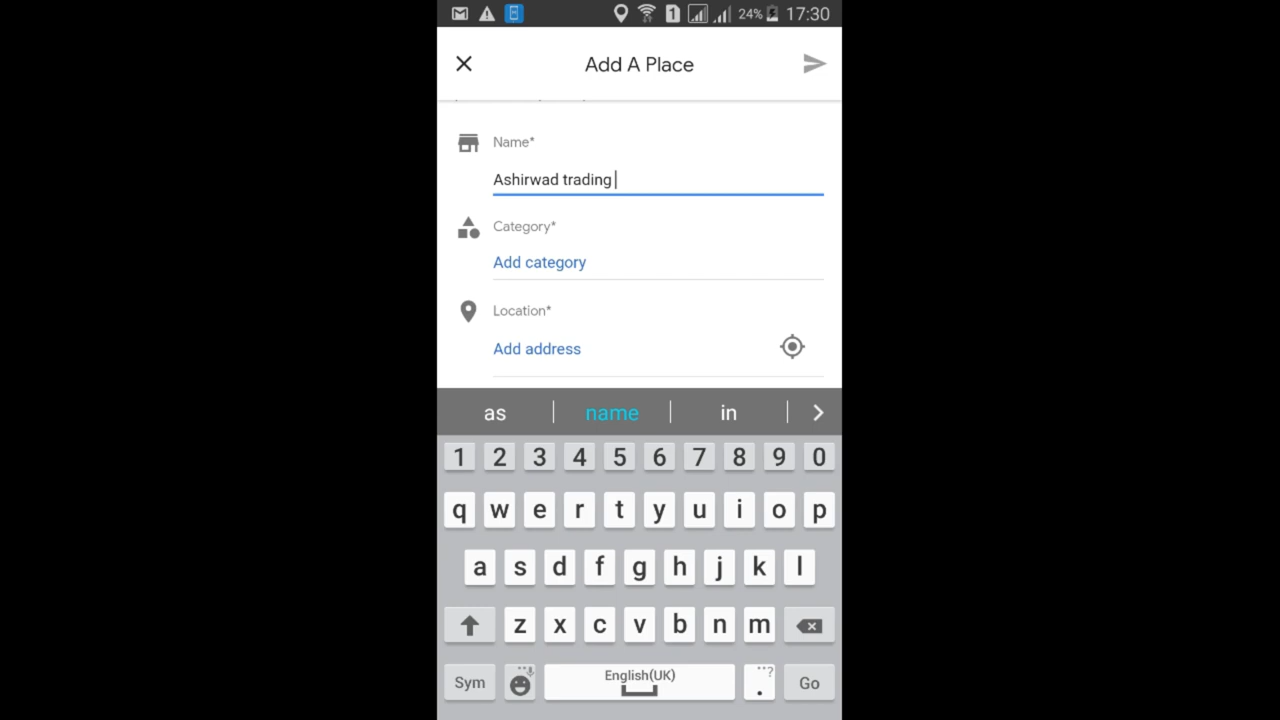 1 24% 17:30
Add A Place
Name*
Ashirwad trading
Category*
Add category
Location*
Add address
as name in
1 2 3 4 5 6 7 8 9 0
q w e r t y u i o p
a s d f g h j k l
z x c v b n m
Sym English(UK) . ? Go